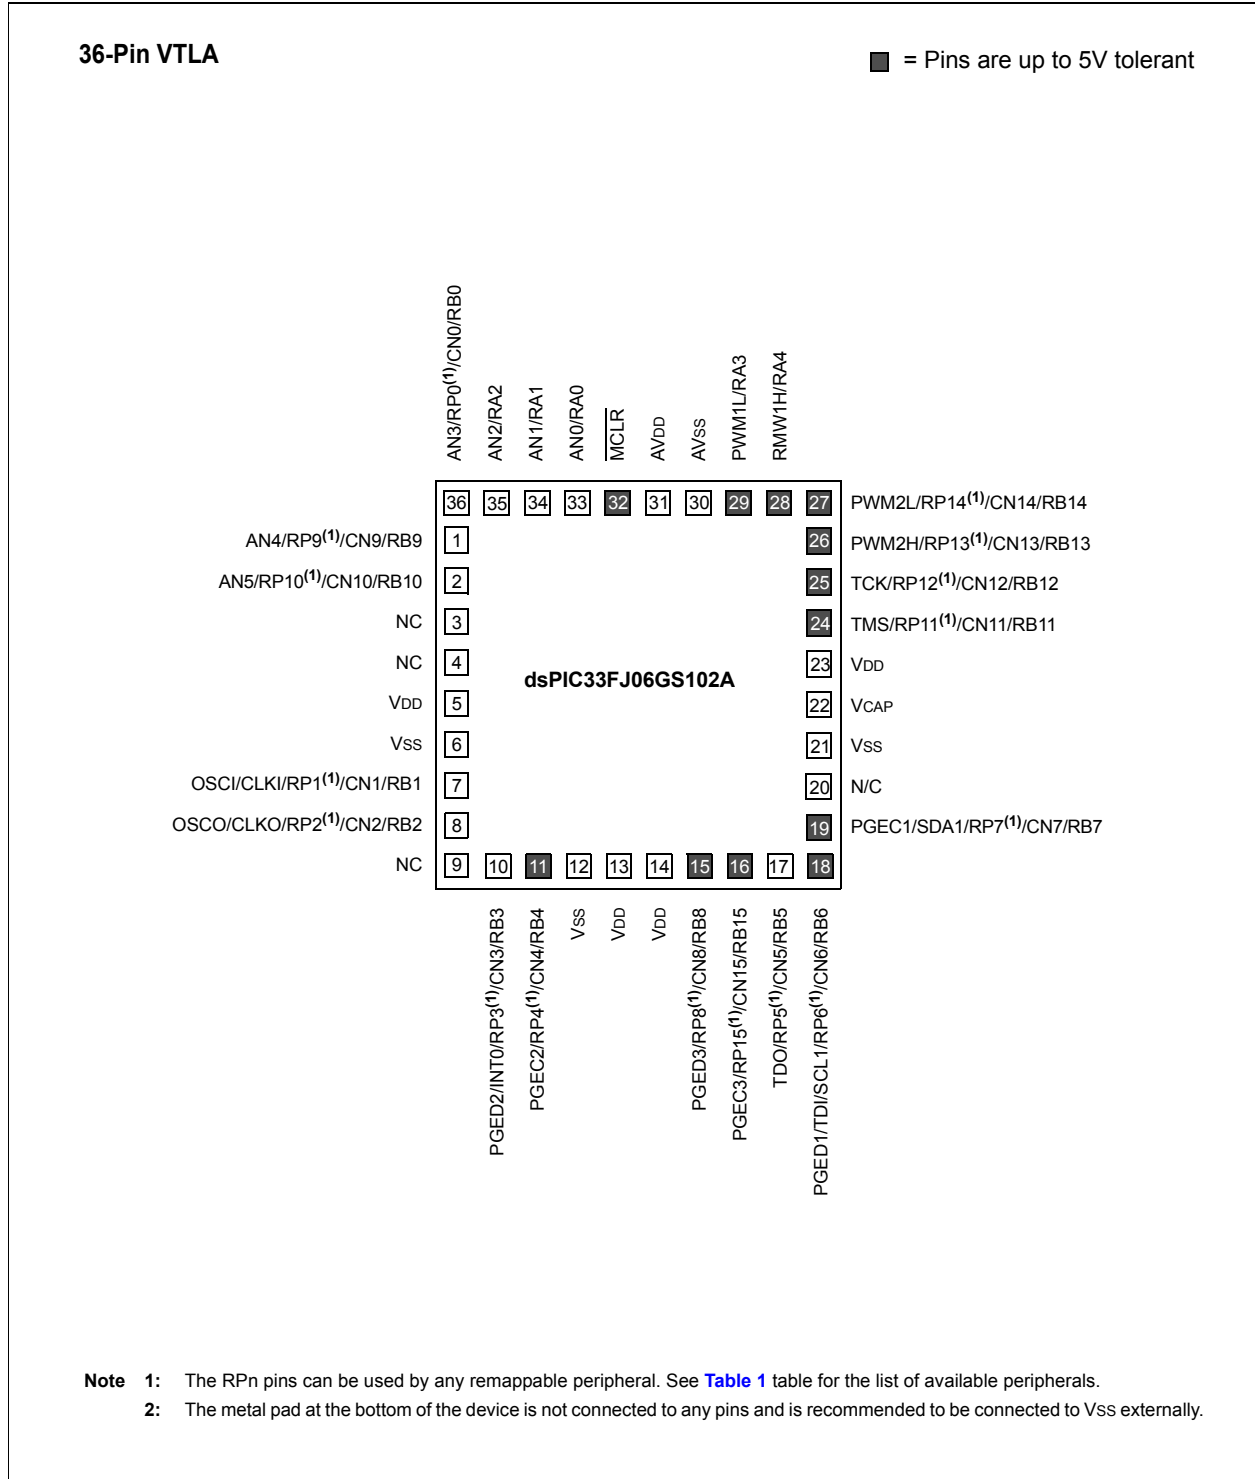 36-Pin VTLA
= Pins are up to 5V tolerant
AN3/RP0(1)/CN0/RB0
AN2/RA2
AN1/RA1
AN0/RA0
MCLR
AVDD
AVSS
PWM1L/RA3
RMW1H/RA4
36 35 34 33 32 31 30 29 28 27 PWM2L/RP14(1)/CN14/RB14
AN4/RP9(1)/CN9/RB9 1 26 PWM2H/RP13(1)/CN13/RB13
AN5/RP10(1)/CN10/RB10 2 25 TCK/RP12(1)/CN12/RB12
NC 3 24 TMS/RP11(1)/CN11/RB11
NC 4 23 VDD
dsPIC33FJ06GS102A
VDD 5 22 VCAP
VSS 6 21 VSS
OSCI/CLKI/RP1(1)/CN1/RB1 7 20 N/C
OSCO/CLKO/RP2(1)/CN2/RB2 8 19 PGEC1/SDA1/RP7(1)/CN7/RB7
NC 9 10 11 12 13 14 15 16 17 18
PGED2/INT0/RP3(1)/CN3/RB3
PGEC2/RP4(1)/CN4/RB4
VSS
VDD
VDD
PGED3/RP8(1)/CN8/RB8
PGEC3/RP15(1)/CN15/RB15
TDO/RP5(1)/CN5/RB5
PGED1/TDI/SCL1/RP6(1)/CN6/RB6
Note 1: The RPn pins can be used by any remappable peripheral. See Table 1 table for the list of available peripherals.
2: The metal pad at the bottom of the device is not connected to any pins and is recommended to be connected to VSS externally.